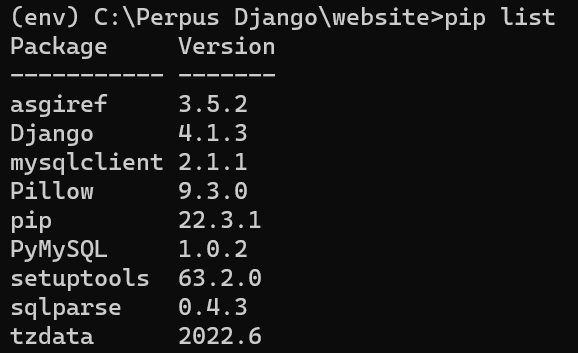 (env) C:\Perpus Django\website>pip list
Package     Version
----------- -------
asgiref     3.5.2
Django      4.1.3
mysqlclient 2.1.1
Pillow      9.3.0
pip         22.3.1
PyMySQL     1.0.2
setuptools  63.2.0
sqlparse    0.4.3
tzdata      2022.6